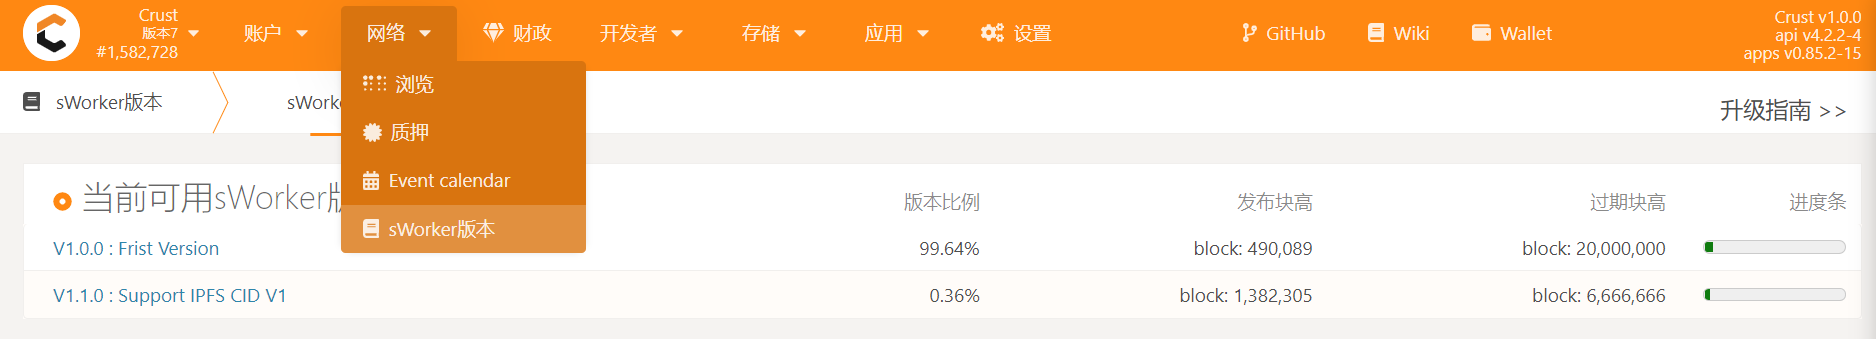 Crust
版本7
#1,582,728
账户
网络
财政
开发者
存储
应用
设置
GitHub
Wiki
Wallet
Crust v1.0.0
api v4.2.2-4
apps v0.85.2-15
浏览
质押
Event calendar
sWorker版本
sWorker版本
sWorke
升级指南 >>
当前可用sWorker版
版本比例
发布块高
过期块高
进度条
V1.0.0 : Frist Version
99.64%
block: 490,089
block: 20,000,000
V1.1.0 : Support IPFS CID V1
0.36%
block: 1,382,305
block: 6,666,666